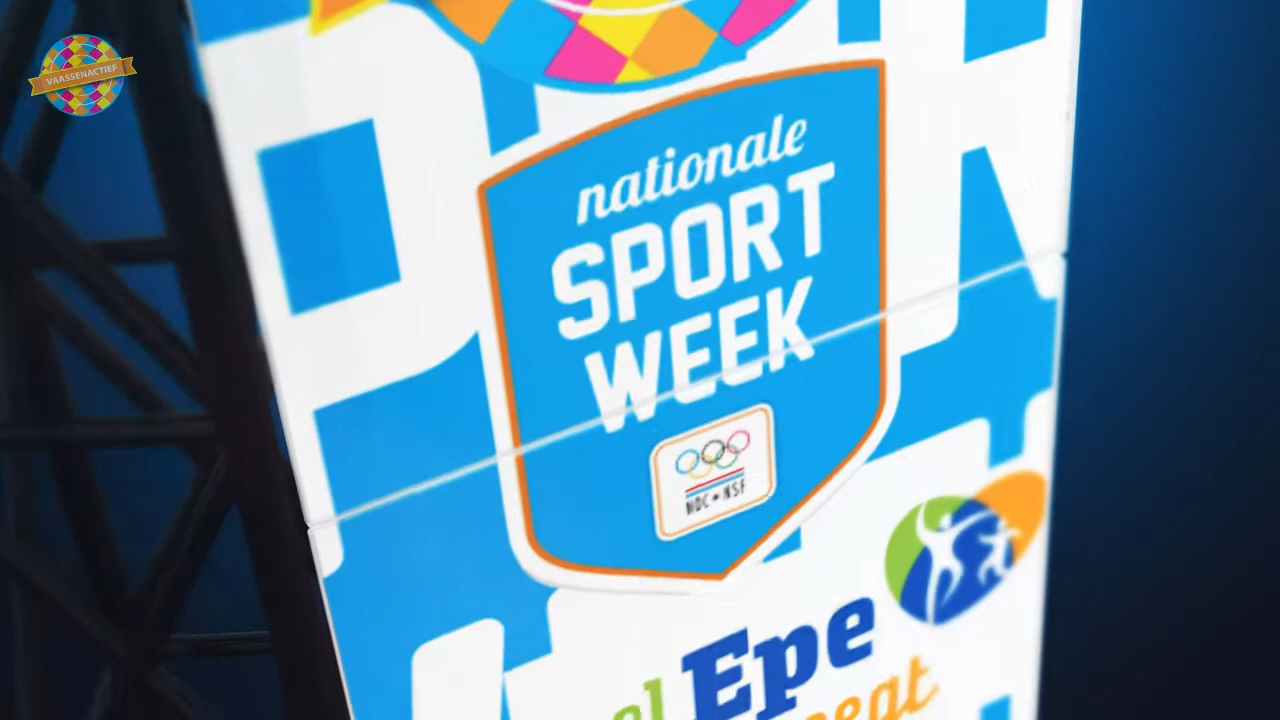 VAASSENACTIEF
nationale
SPORT
WEEK
NOC*NSF
Epe